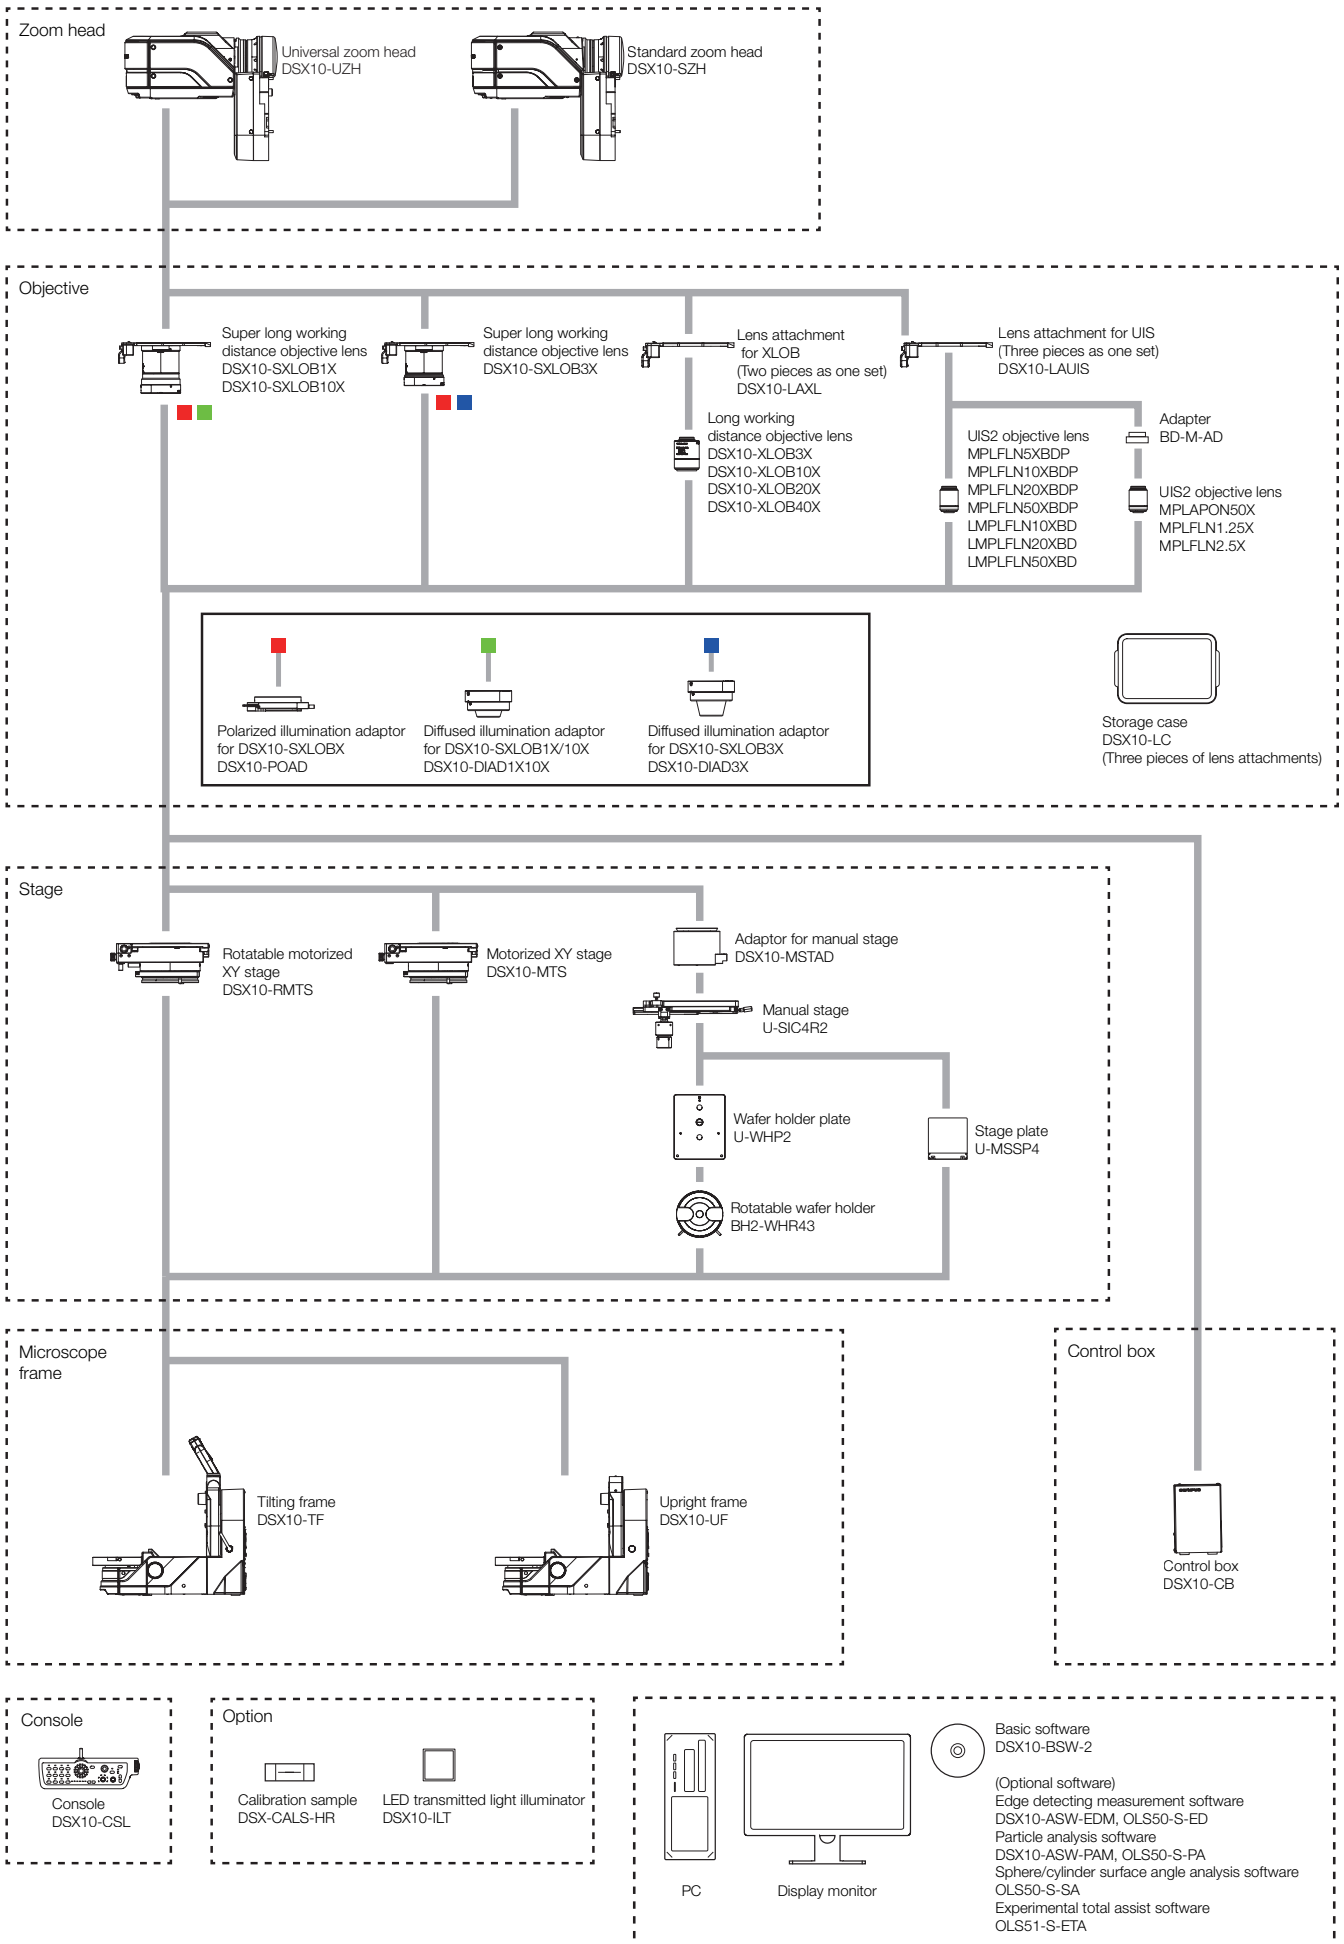 Zoom head
Universal zoom head
DSX10-UZH
Standard zoom head
DSX10-SZH
Objective
Super long working
distance objective lens
DSX10-SXLOB1X
DSX10-SXLOB10X
Super long working
distance objective lens
DSX10-SXLOB3X
Lens attachment
for XLOB
(Two pieces as one set)
DSX10-LAXL
Long working
distance objective lens
DSX10-XLOB3X
DSX10-XLOB10X
DSX10-XLOB20X
DSX10-XLOB40X
Lens attachment for UIS
(Three pieces as one set)
DSX10-LAUIS
UIS2 objective lens
MPLFLN5XBDP
MPLFLN10XBDP
MPLFLN20XBDP
MPLFLN50XBDP
LMPLFLN10XBD
LMPLFLN20XBD
LMPLFLN50XBD
Adapter
BD-M-AD
UIS2 objective lens
MPLAPON50X
MPLFLN1.25X
MPLFLN2.5X
Polarized illumination adaptor
for DSX10-SXLOBX
DSX10-POAD
Diffused illumination adaptor
for DSX10-SXLOB1X/10X
DSX10-DIAD1X10X
Diffused illumination adaptor
for DSX10-SXLOB3X
DSX10-DIAD3X
Storage case
DSX10-LC
(Three pieces of lens attachments)
Stage
Rotatable motorized
XY stage
DSX10-RMTS
Motorized XY stage
DSX10-MTS
Adaptor for manual stage
DSX10-MSTAD
Manual stage
U-SIC4R2
Wafer holder plate
U-WHP2
Stage plate
U-MSSP4
Rotatable wafer holder
BH2-WHR43
Microscope
frame
Tilting frame
DSX10-TF
Upright frame
DSX10-UF
Control box
OLYMPUS
Control box
DSX10-CB
Console
Console
DSX10-CSL
Option
Calibration sample
DSX-CALS-HR
LED transmitted light illuminator
DSX10-ILT
PC
Display monitor
Basic software
DSX10-BSW-2
(Optional software)
Edge detecting measurement software
DSX10-ASW-EDM, OLS50-S-ED
Particle analysis software
DSX10-ASW-PAM, OLS50-S-PA
Sphere/cylinder surface angle analysis software
OLS50-S-SA
Experimental total assist software
OLS51-S-ETA